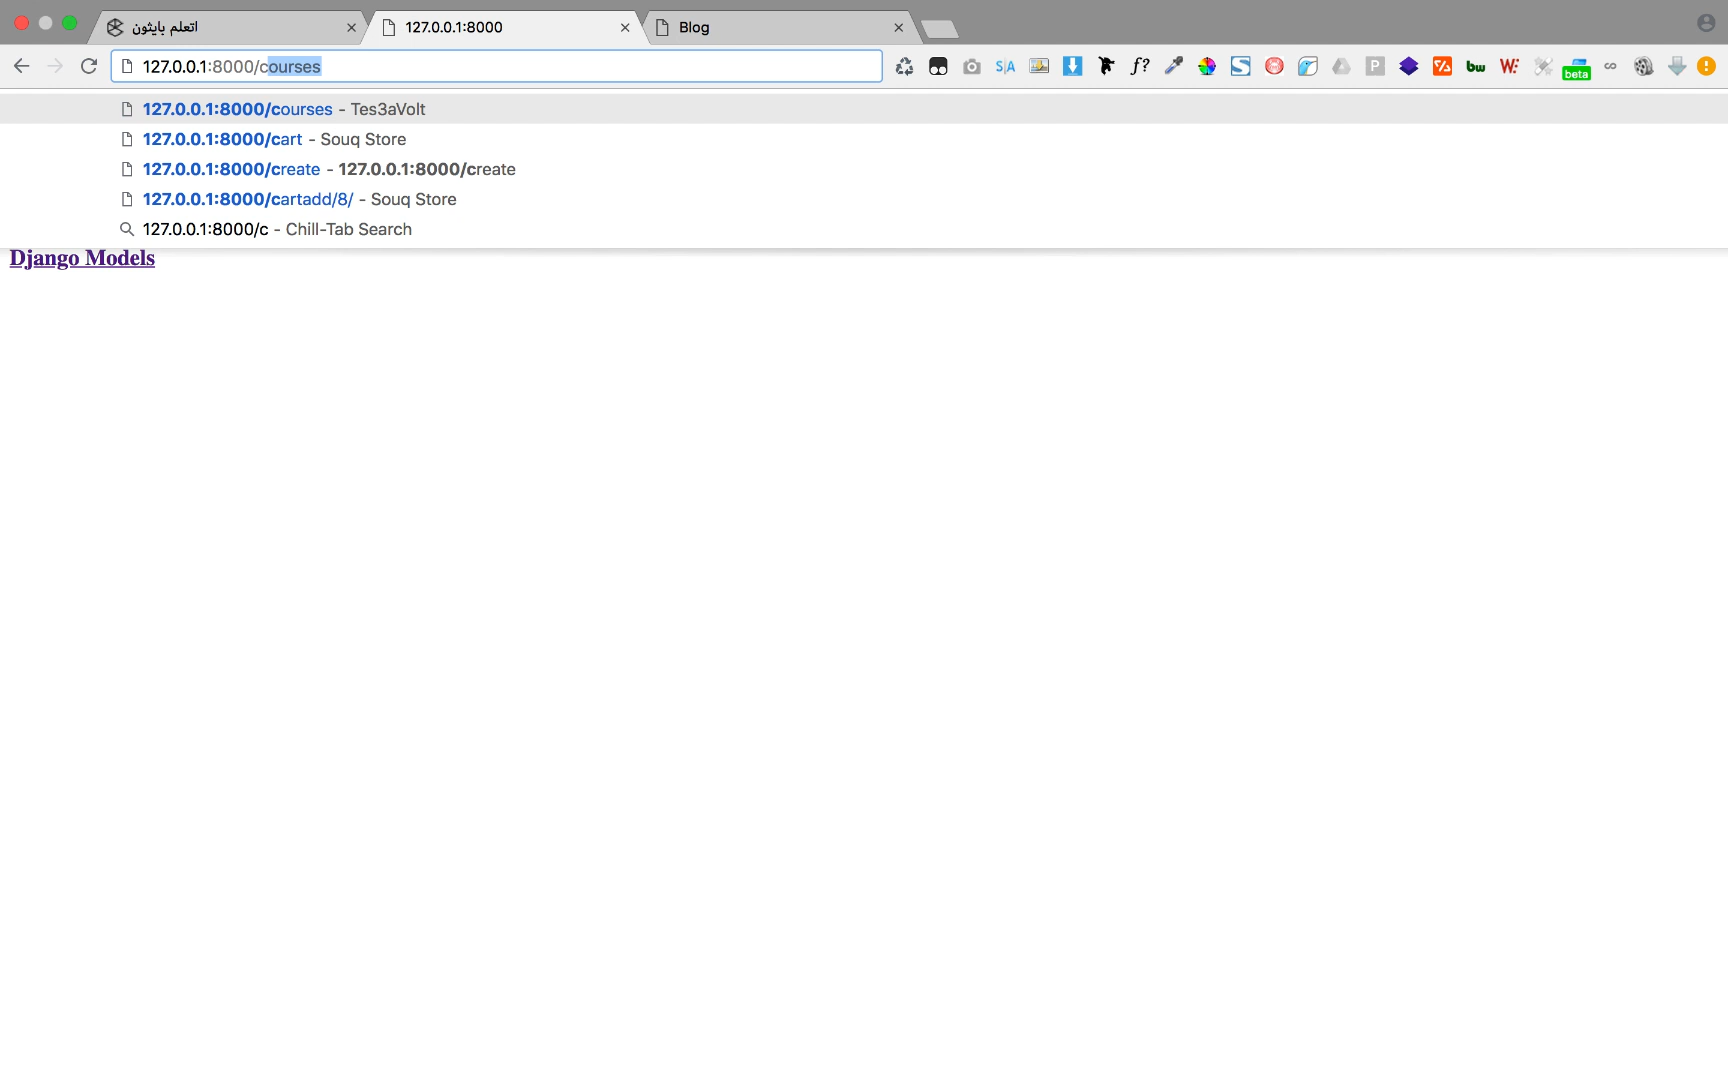 اتعلم بايثون
127.0.0.1:8000
Blog
127.0.0.1:8000/courses
S|A
f?
P
bw
W:
beta
127.0.0.1:8000/courses - Tes3aVolt
127.0.0.1:8000/cart - Souq Store
127.0.0.1:8000/create - 127.0.0.1:8000/create
127.0.0.1:8000/cartadd/8/ - Souq Store
127.0.0.1:8000/c - Chill-Tab Search
Django Models